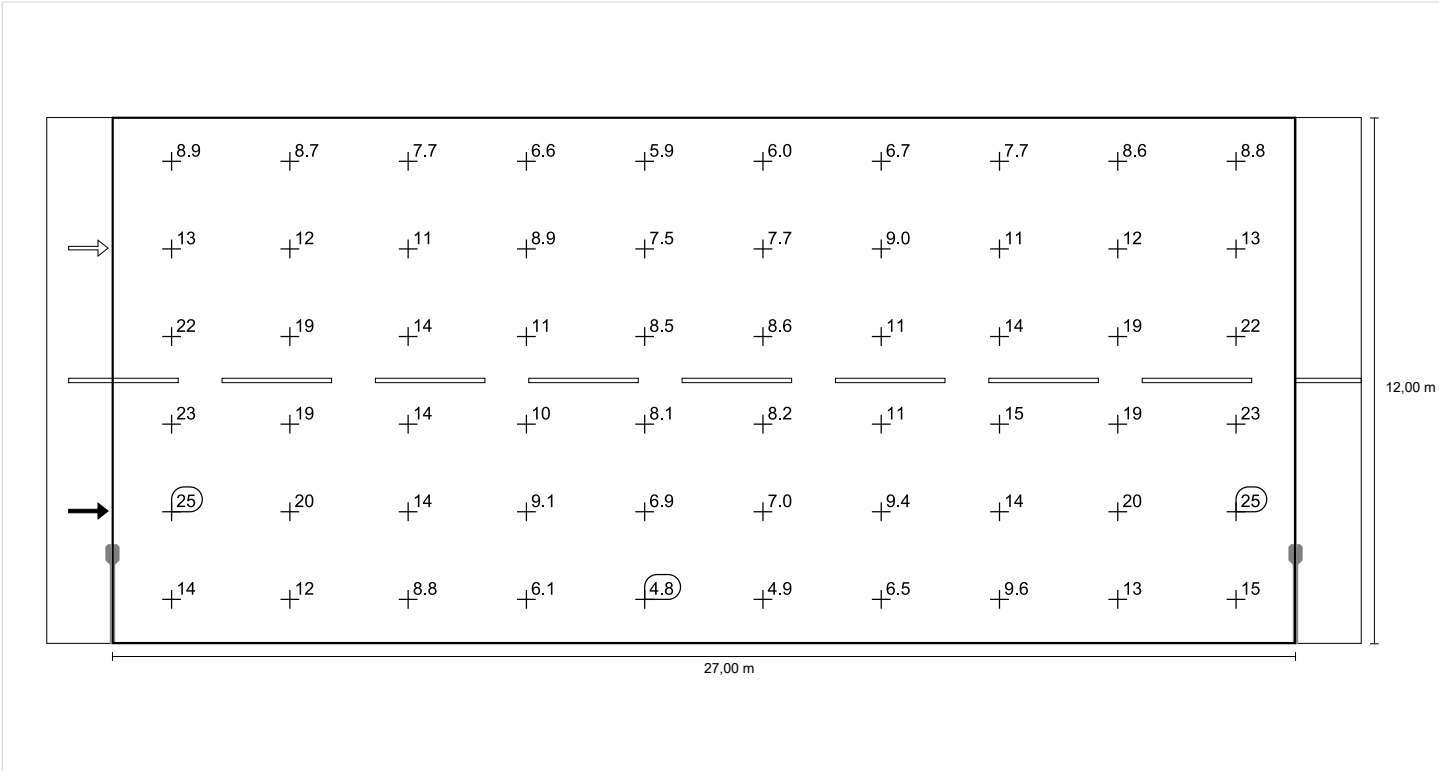 8.9 8.7 7.7 6.6 5.9 6.0 6.7 7.7 8.6 8.8
13 12 11 8.9 7.5 7.7 9.0 11 12 13
22 19 14 11 8.5 8.6 11 14 19 22
12,00 m
23 19 14 10 8.1 8.2 11 15 19 23
25 20 14 9.1 6.9 7.0 9.4 14 20 25
14 12 8.8 6.1 4.8 4.9 6.5 9.6 13 15
27,00 m